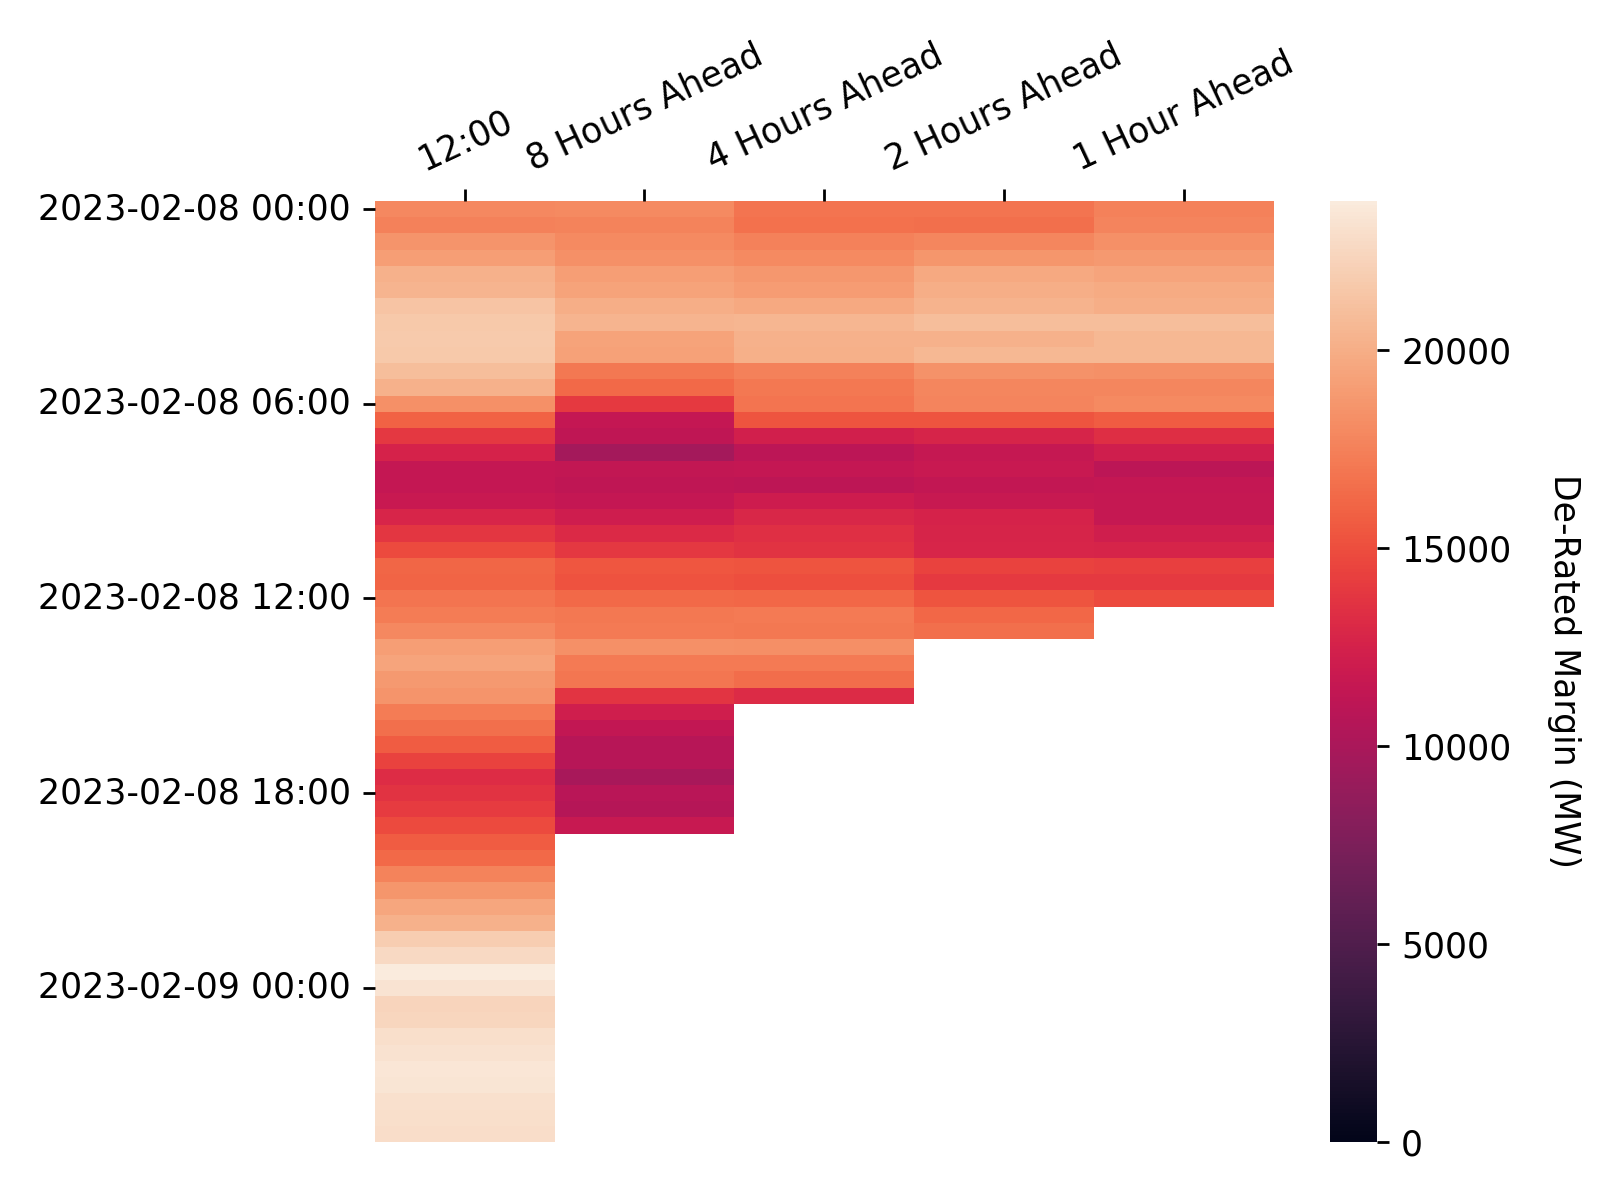 12:00
8 Hours Ahead
4 Hours Ahead
2 Hours Ahead
1 Hour Ahead
2023-02-08 00:00
2023-02-08 06:00
2023-02-08 12:00
2023-02-08 18:00
2023-02-09 00:00
20000
15000
10000
5000
0
De-Rated Margin (MW)